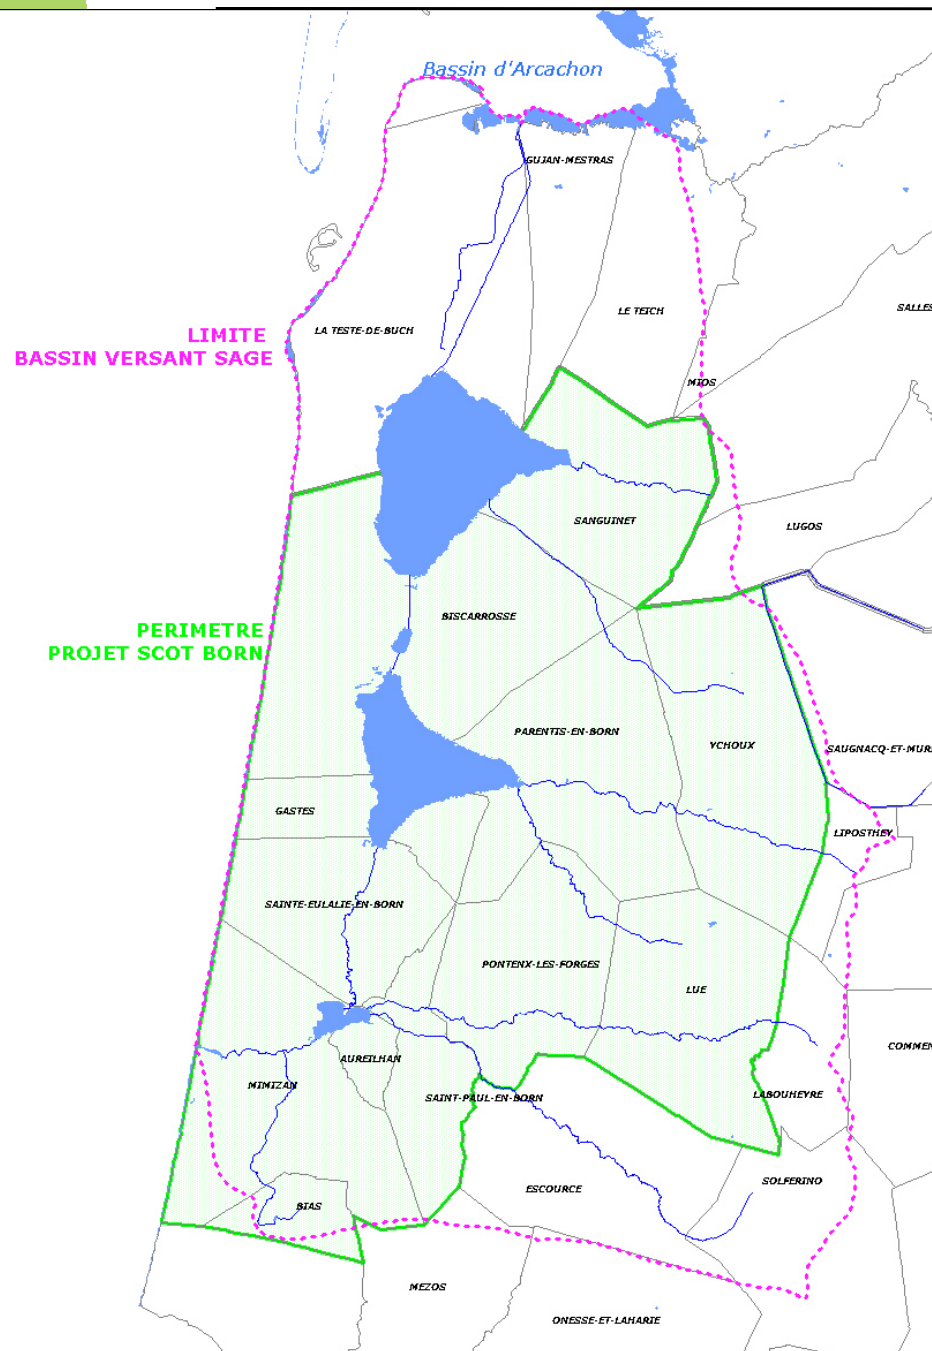 Bassin d'Arcachon
GUJAN-MESTRAS
LE TEICH
SALLES
LA TESTE-DE-BUCH
LIMITE
BASSIN VERSANT SAGE
MIOS
SANGUINET
LUGOS
BISCARROSSE
PERIMETRE
PROJET SCOT BORN
PARENTIS-EN-BORN
YCHOUX
SAUGNACQ-ET-MUR
GASTES
LIPOSTHEY
SAINTE-EULALIE-EN-BORN
PONTENX-LES-FORGES
LUE
COMMEN
AUREILHAN
MIMIZAN
SAINT-PAUL-EN-BORN
LABOUHEYRE
ESCOURCE
SOLFERINO
BIAS
MEZOS
ONESSE-ET-LAHARIE